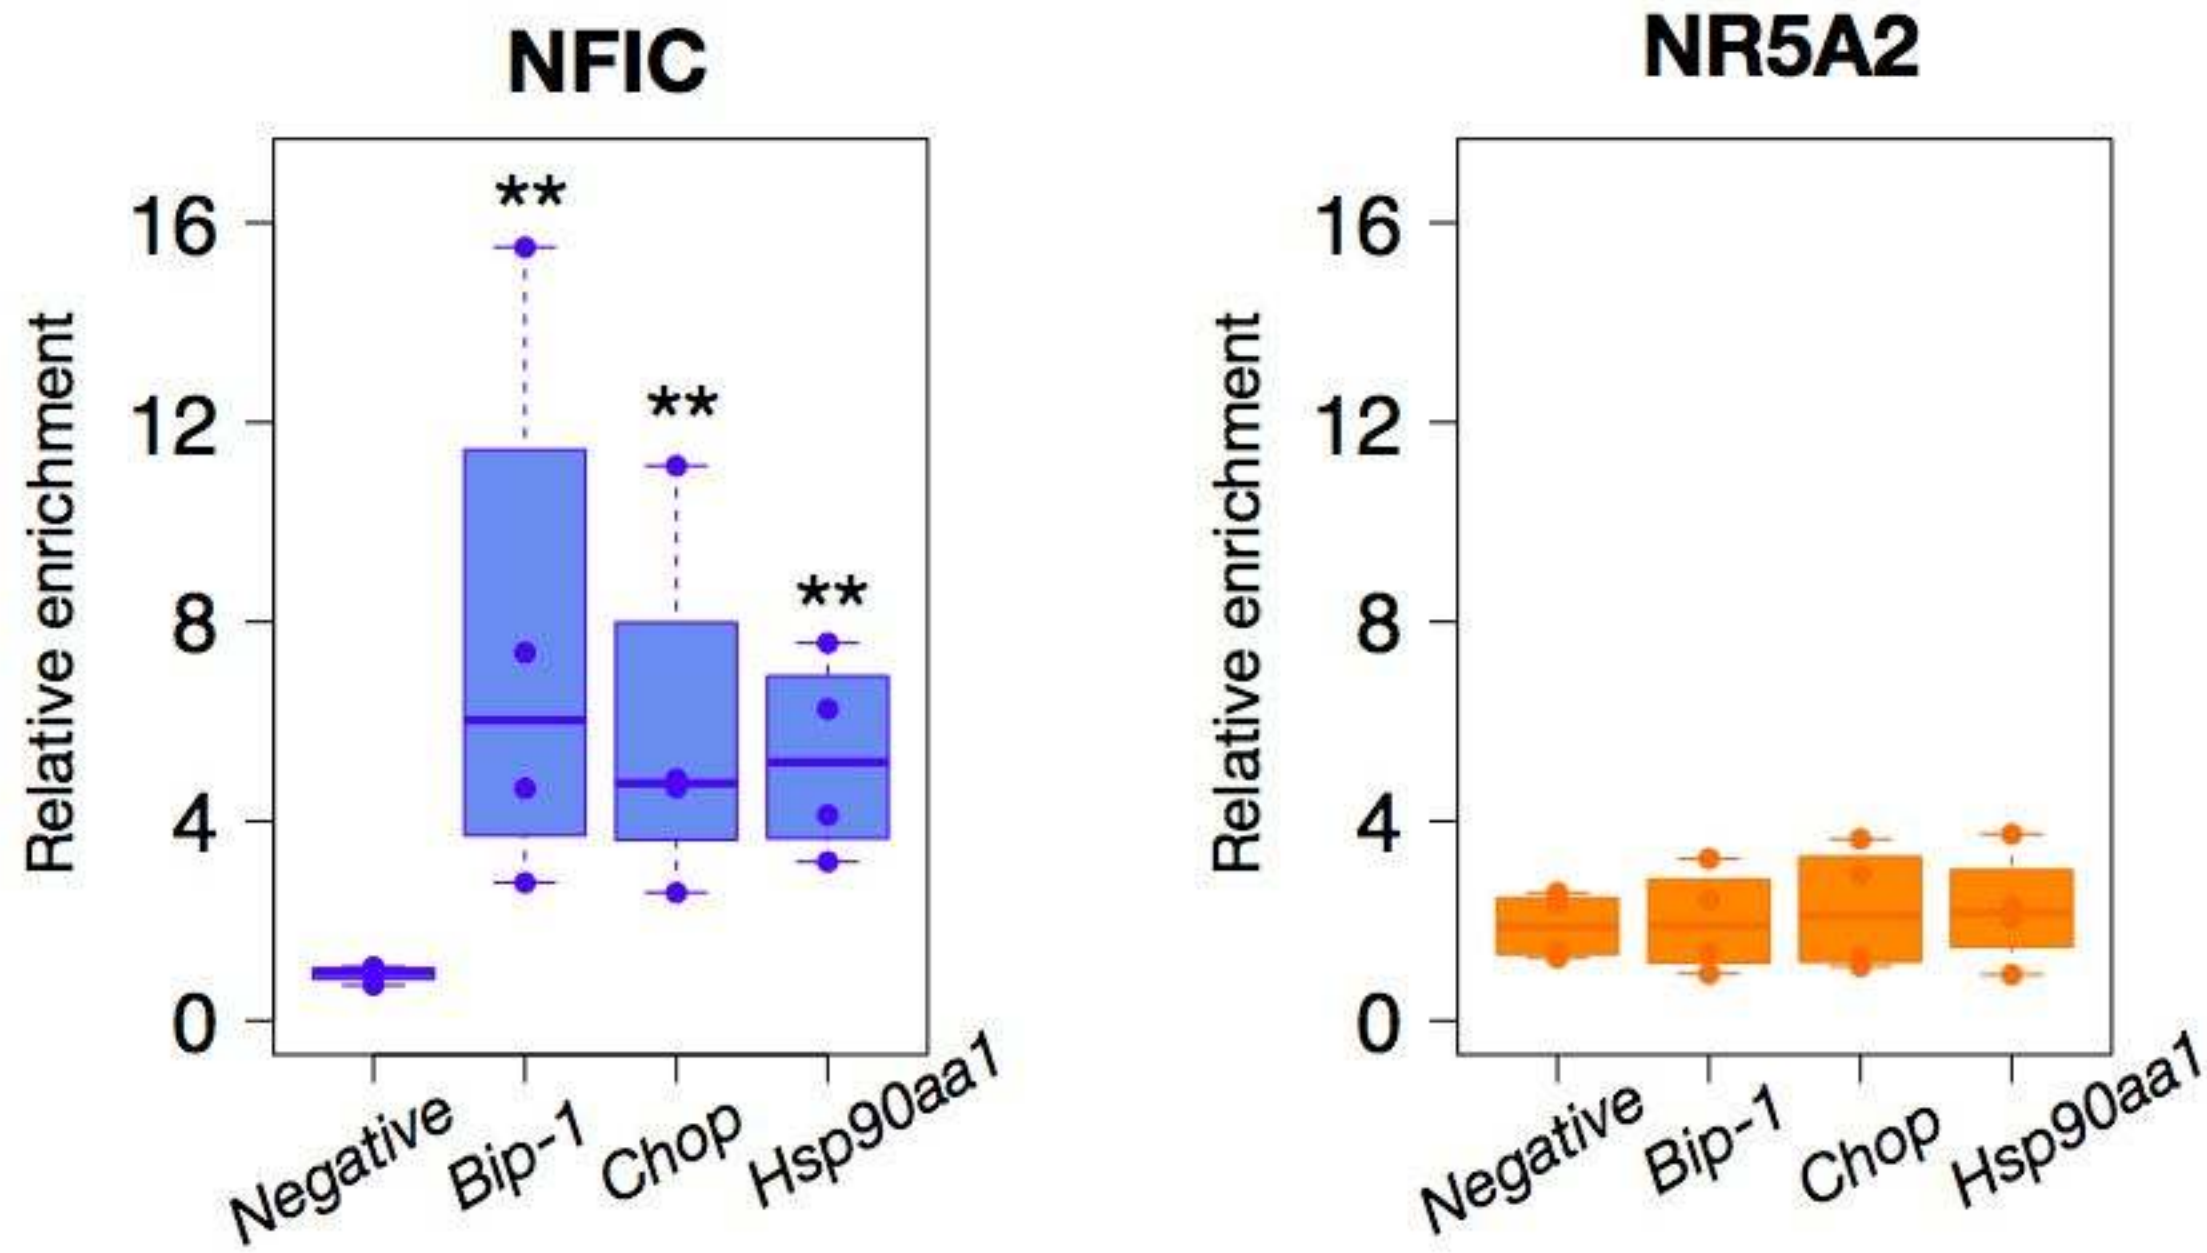 NFIC
Relative enrichment
16
12
8
4
0
**
**
**
Negative
Bip-1
Chop
Hsp90aa1
NR5A2
Relative enrichment
16
12
8
4
0
Negative
Bip-1
Chop
Hsp90aa1